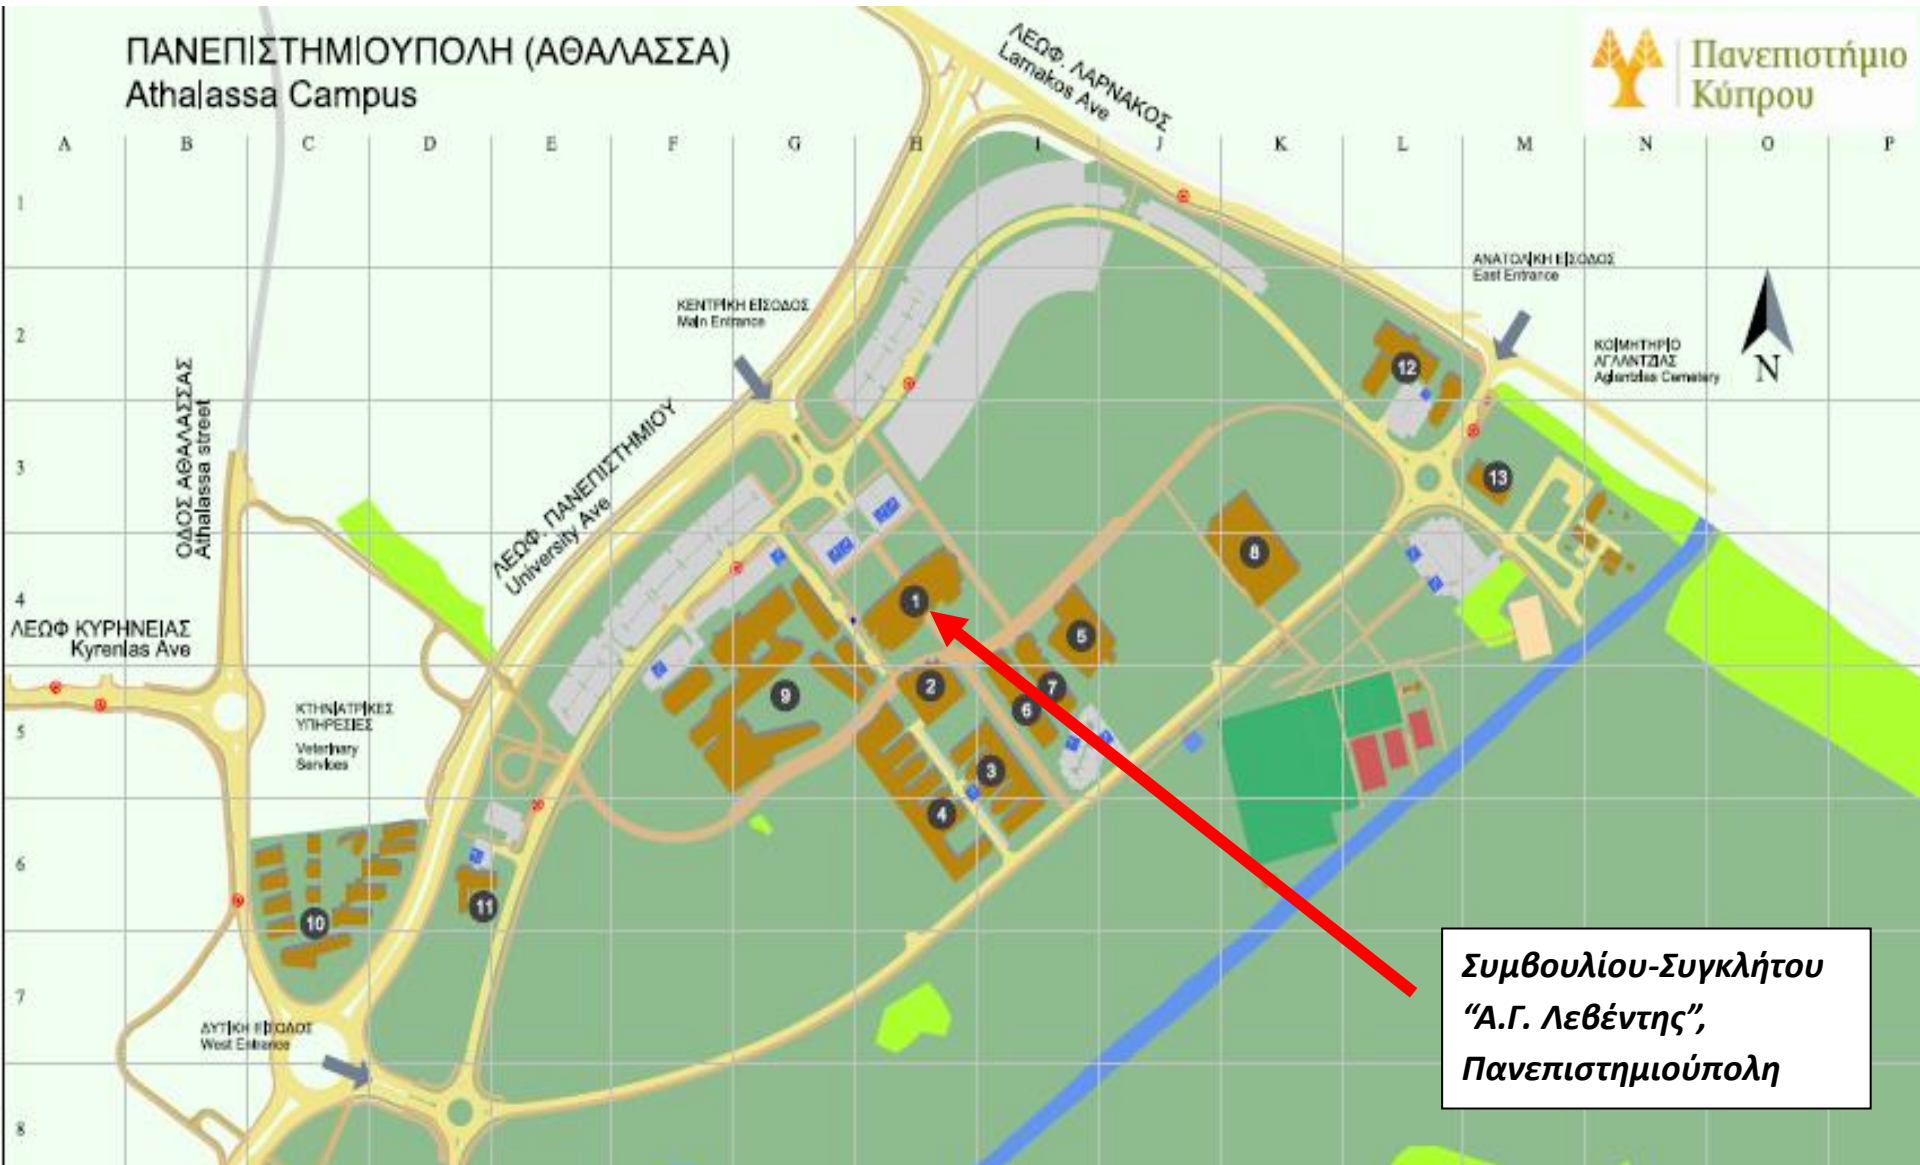 ΠΑΝΕΠΙΣΤΗΜΙΟΥΠΟΛΗ (ΑΘΑΛΑΣΣΑ)
Athalassa Campus
ΛΕΩΦ. ΛΑΡΝΑΚΟΣ
Larnakos Ave
Πανεπιστήμιο
Κύπρου
A B C D E F G H I J K L M N O P
1
ΑΝΑΤΟΛΙΚΗ ΕΙΣΟΔΟΣ
East Entrance
ΚΕΝΤΡΙΚΗ ΕΙΣΟΔΟΣ
Main Entrance
2
ΚΟΙΜΗΤΗΡΙΟ
ΑΓΛΑΝΤΖΙΑΣ
Aglantzias Cemetery
N
12
ΟΔΟΣ ΑΘΑΛΑΣΣΑΣ
Athalassa street
ΛΕΩΦ. ΠΑΝΕΠΙΣΤΗΜΙΟΥ
University Ave
3
13
8
4
1
5
ΛΕΩΦ ΚΥΡΗΝΕΙΑΣ
Kyrenias Ave
2
7
9
6
ΚΤΗΝΙΑΤΡΙΚΕΣ
ΥΠΗΡΕΣΙΕΣ
Veterinary
Services
5
3
4
6
11
10
Συμβουλίου-Συγκλήτου
“Α.Γ. Λεβέντης”,
Πανεπιστημιούπολη
7
ΔΥΤΙΚΗ ΕΙΣΟΔΟΣ
West Entrance
8